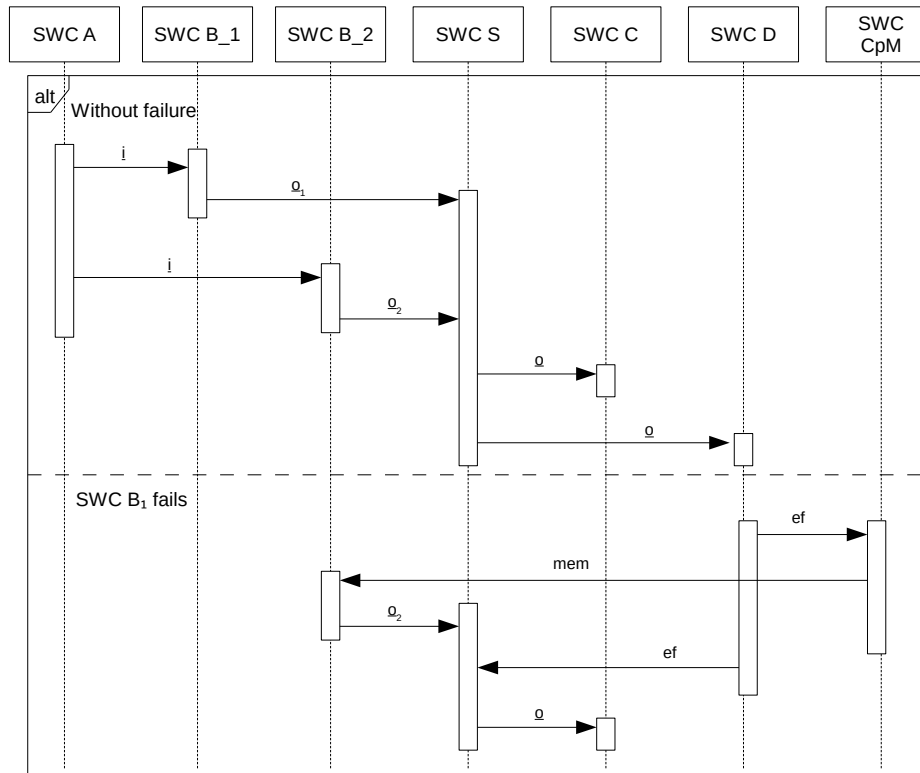 SWC A
SWC B_1
SWC B_2
SWC S
SWC C
SWC D
SWC
CpM
alt
Without failure
i
o₁
i
o₂
o
o
SWC B₁ fails
ef
mem
o₂
ef
o